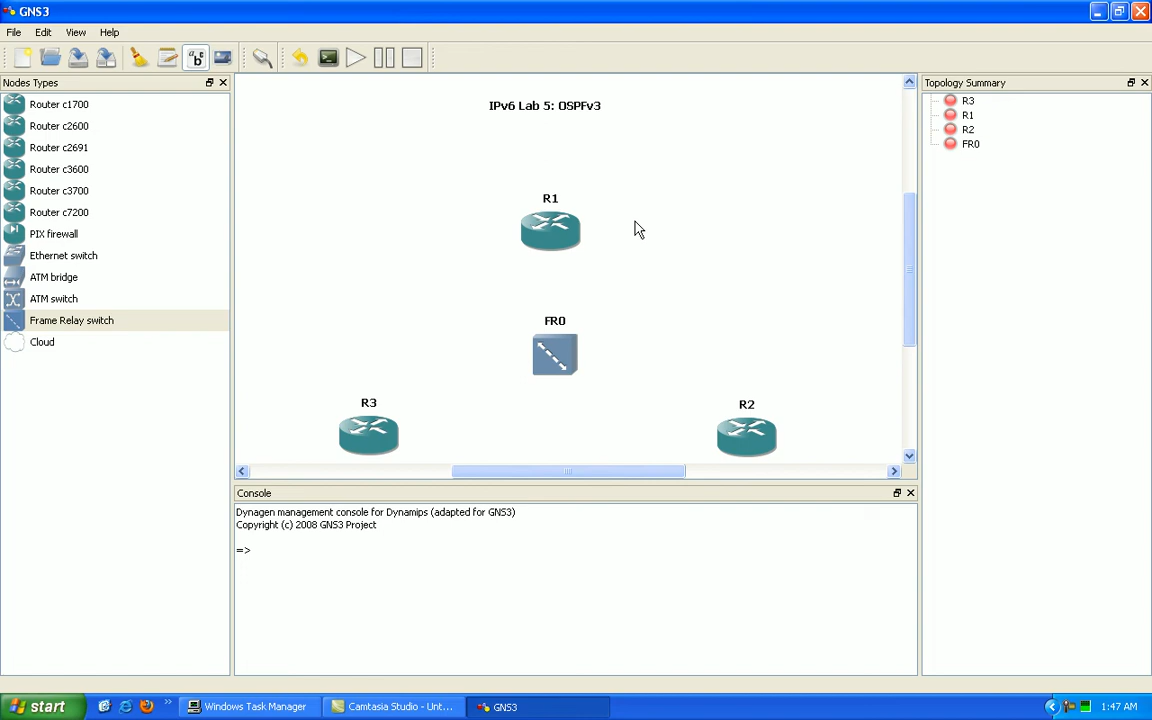 GNS3
File Edit View Help
Nodes Types
Router c1700
Router c2600
Router c2691
Router c3600
Router c3700
Router c7200
PIX firewall
Ethernet switch
ATM bridge
ATM switch
Frame Relay switch
Cloud
IPv6 Lab 5: OSPFv3
R1
FR0
R3
R2
Topology Summary
R3
R1
R2
FR0
Console
Dynagen management console for Dynamips (adapted for GNS3)
Copyright (c) 2008 GNS3 Project
=>
start
Windows Task Manager
Camtasia Studio - Unt...
GNS3
1:47 AM